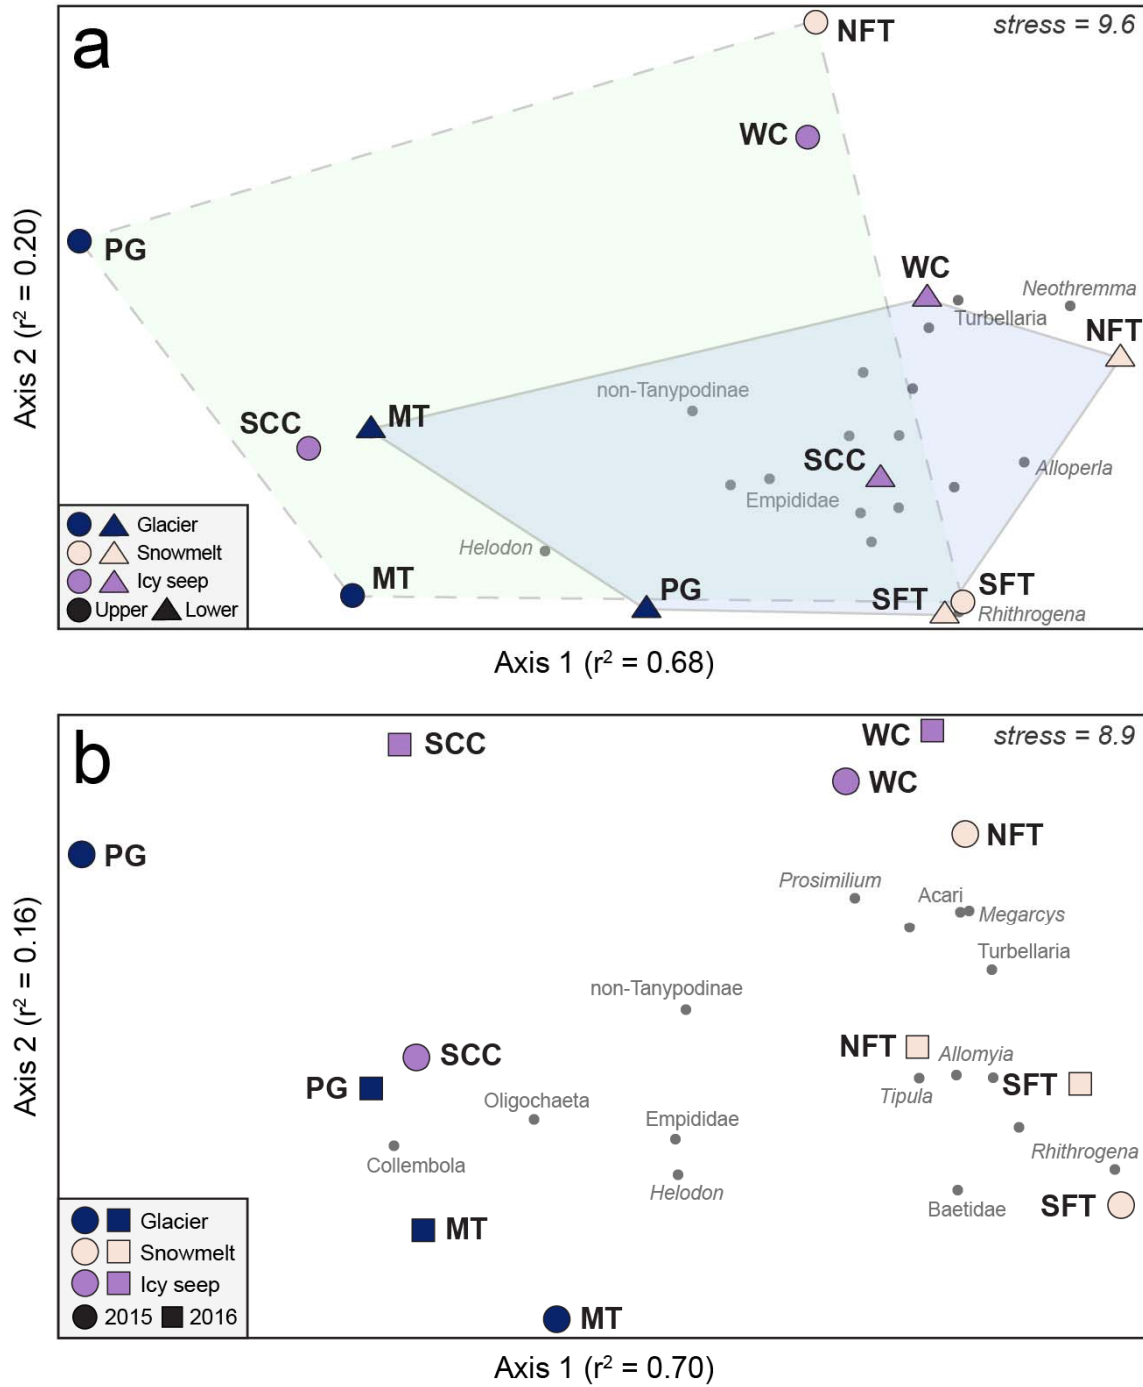 a
stress = 9.6
NFT
WC
PG
WC
Neothremma
Turbellaria
NFT
non-Tanypodinae
MT
SCC
SCC
Alloperla
Empididae
Helodon
MT
PG
SFT
SFT
Rhithrogena
Glacier
Snowmelt
Icy seep
Upper Lower
Axis 2 (r² = 0.20)
Axis 1 (r² = 0.68)
b
stress = 8.9
SCC
WC
WC
PG
NFT
Prosimilium
Acari
Megarcys
Turbellaria
non-Tanypodinae
NFT
SCC
Allomyia
PG
SFT
Tipula
Oligochaeta
Empididae
Collembola
Rhithrogena
Helodon
Baetidae
SFT
MT
MT
Glacier
Snowmelt
Icy seep
2015 2016
Axis 2 (r² = 0.16)
Axis 1 (r² = 0.70)